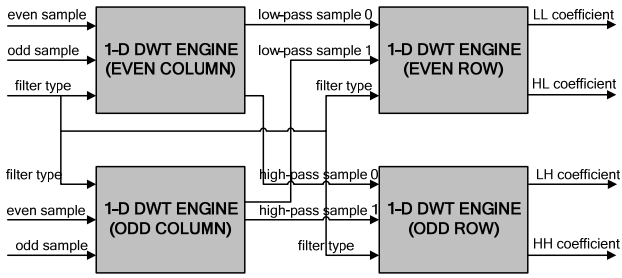 even sample
low-pass sample 0
LL coefficient
odd sample
1-D DWT ENGINE
(EVEN COLUMN)
low-pass sample 1
1-D DWT ENGINE
(EVEN ROW)
filter type
filter type
HL coefficient
filter type
high-pass sample 0
LH coefficient
even sample
1-D DWT ENGINE
(ODD COLUMN)
high-pass sample 1
1-D DWT ENGINE
(ODD ROW)
odd sample
filter type
HH coefficient